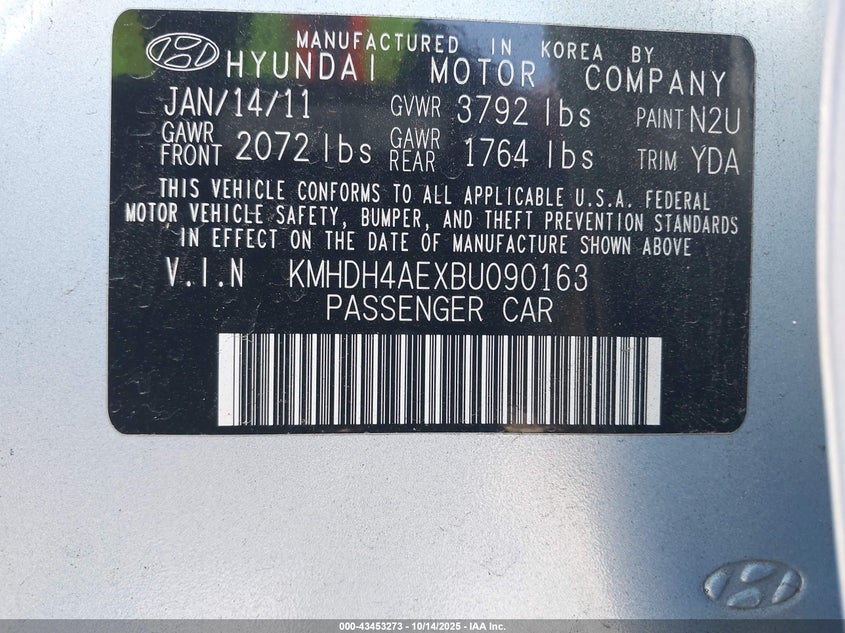 MANUFACTURED IN KOREA BY
HYUNDAI MOTOR COMPANY
JAN/14/11 GVWR 3792 lbs PAINT N2U
GAWR FRONT 2072 lbs GAWR REAR 1764 lbs TRIM YDA
THIS VEHICLE CONFORMS TO ALL APPLICABLE U.S.A. FEDERAL
MOTOR VEHICLE SAFETY, BUMPER, AND THEFT PREVENTION STANDARDS
IN EFFECT ON THE DATE OF MANUFACTURE SHOWN ABOVE
V.I.N KMHDH4AEXBU090163
PASSENGER CAR
000-43453273 - 10/14/2025 - IAA Inc.